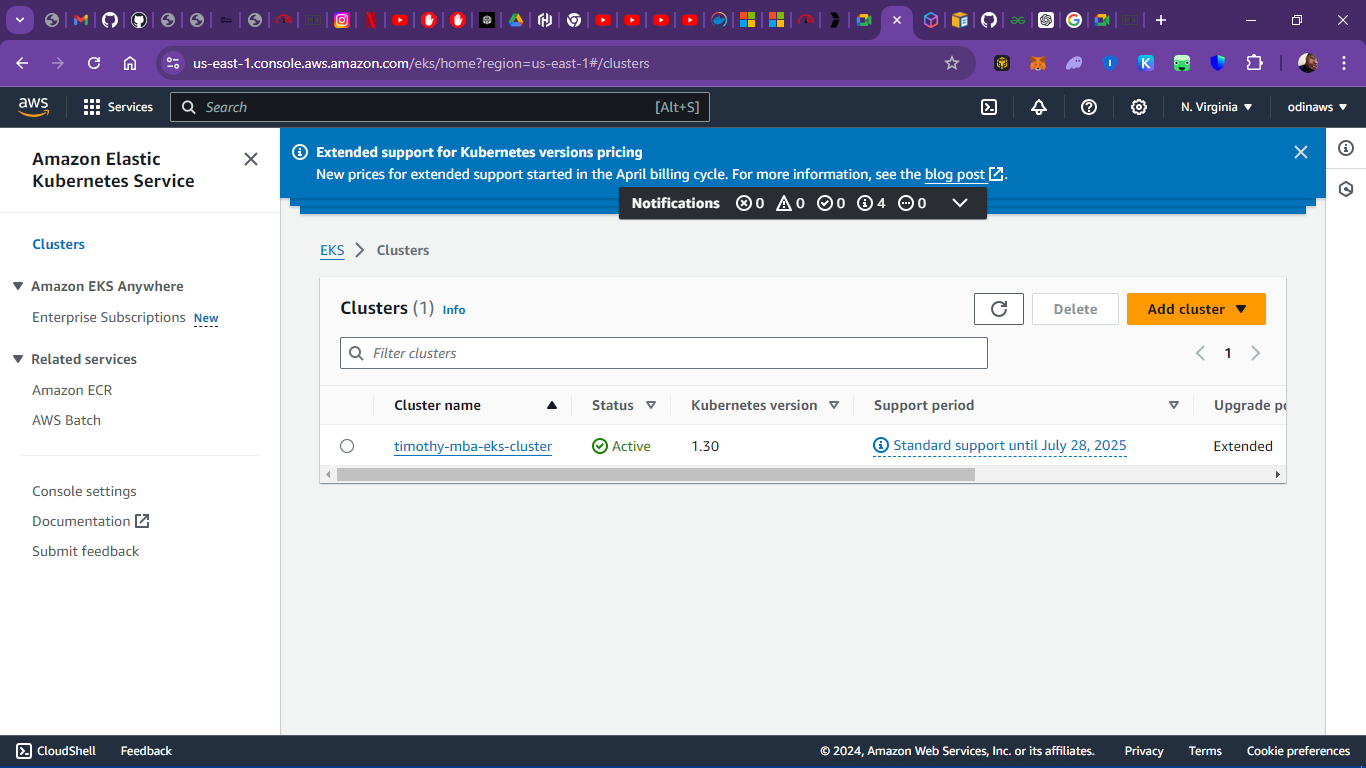 us-east-1.console.aws.amazon.com/eks/home?region=us-east-1#/clusters
aws
Services
Search
[Alt+S]
N. Virginia
odinaws
Amazon Elastic
Kubernetes Service
Clusters
Amazon EKS Anywhere
Enterprise Subscriptions New
Related services
Amazon ECR
AWS Batch
Console settings
Documentation
Submit feedback
Extended support for Kubernetes versions pricing
New prices for extended support started in the April billing cycle. For more information, see the blog post.
Notifications 0 0 0 4 0
EKS Clusters
Clusters (1) Info
Delete
Add cluster
Filter clusters
1
Cluster name Status Kubernetes version Support period Upgrade po
timothy-mba-eks-cluster Active 1.30 Standard support until July 28, 2025 Extended
CloudShell Feedback © 2024, Amazon Web Services, Inc. or its affiliates. Privacy Terms Cookie preferences